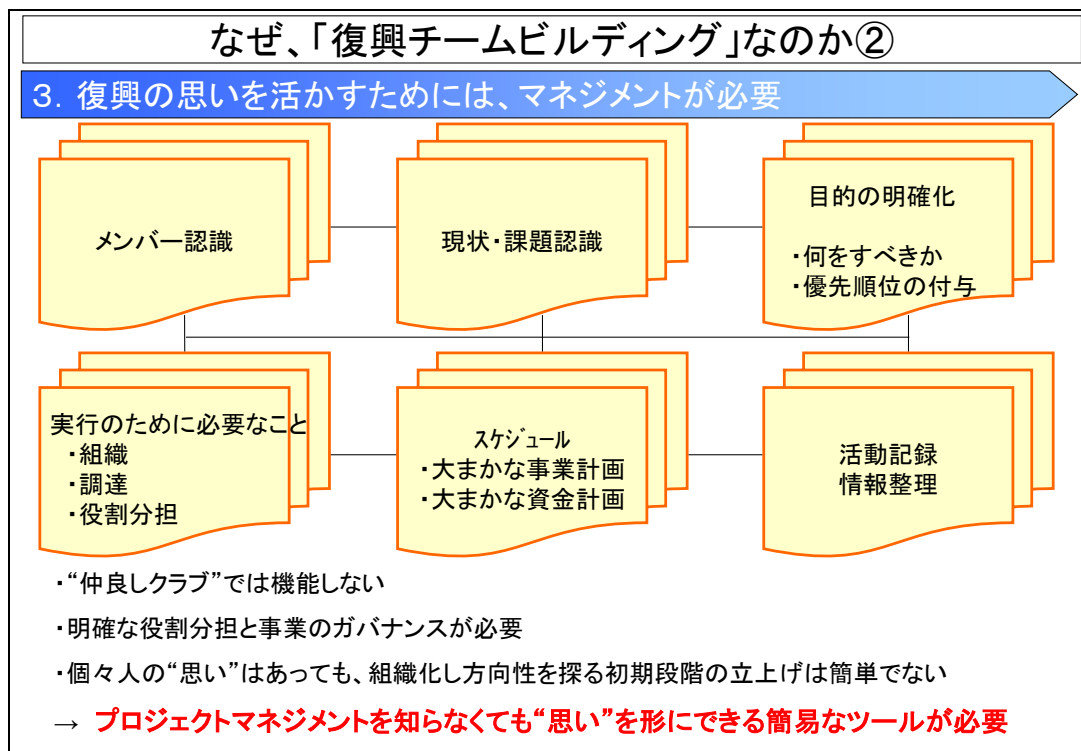 なぜ、「復興チームビルディング」なのか②
３．復興の思いを活かすためには、マネジメントが必要
メンバー認識
現状・課題認識
目的の明確化
・何をすべきか
・優先順位の付与
実行のために必要なこと
・組織
・調達
・役割分担
ｽｹｼﾞｭｰﾙ
・大まかな事業計画
・大まかな資金計画
活動記録
情報整理
・“仲良しクラブ”では機能しない
・明確な役割分担と事業のガバナンスが必要
・個々人の“思い”はあっても、組織化し方向性を探る初期段階の立上げは簡単でない
→ プロジェクトマネジメントを知らなくても“思い”を形にできる簡易なツールが必要